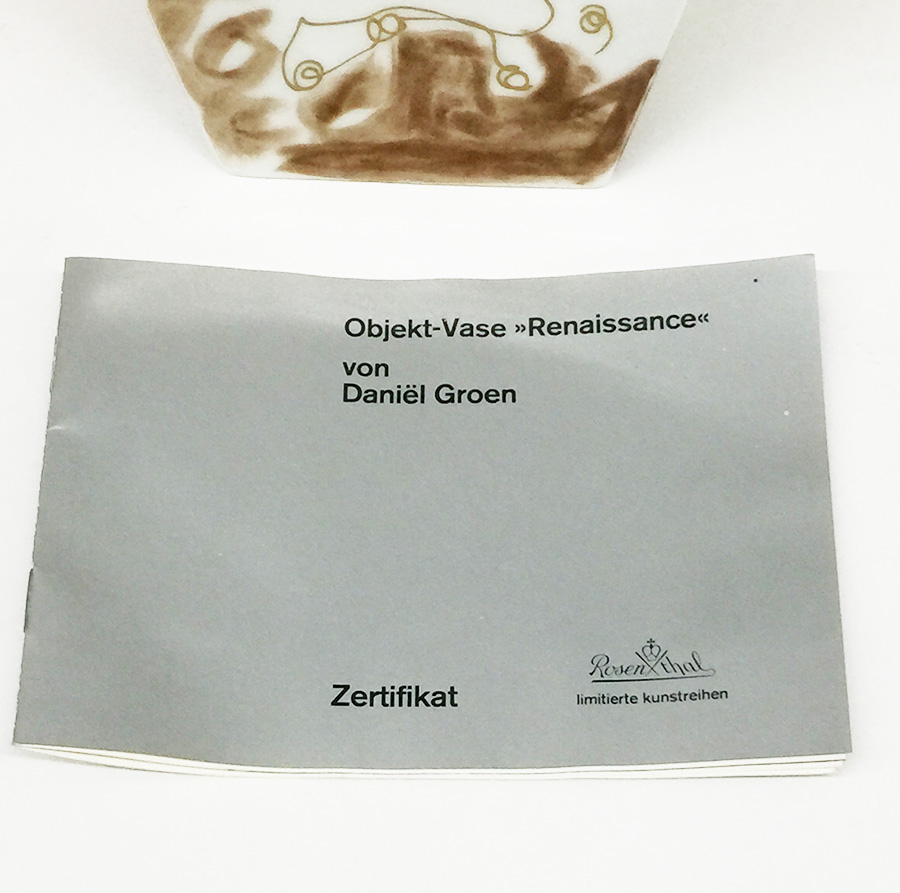 Objekt-Vase »Renaissance«
von
Daniël Groen
Zertifikat
Rosenthal
limitierte kunstreihen